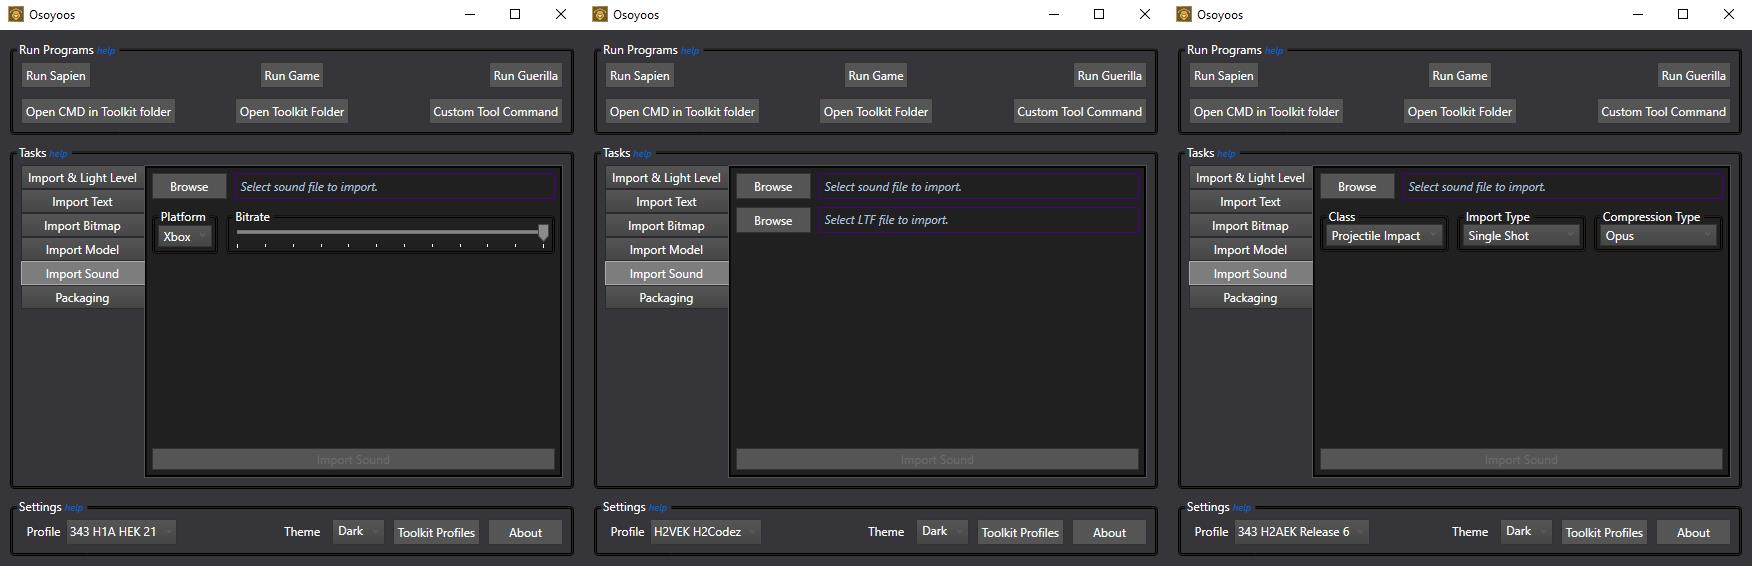 Osoyoos
Run Programs help
Run Sapien Run Game Run Guerilla
Open CMD in Toolkit folder Open Toolkit Folder Custom Tool Command
Tasks help
Import & Light Level
Import Text
Import Bitmap
Import Model
Import Sound
Packaging
Browse Select sound file to import.
Platform Bitrate
Xbox
Import Sound
Settings help
Profile 343 H1A HEK 21 Theme Dark Toolkit Profiles About
Osoyoos
Run Programs help
Run Sapien Run Game Run Guerilla
Open CMD in Toolkit folder Open Toolkit Folder Custom Tool Command
Tasks help
Import & Light Level
Import Text
Import Bitmap
Import Model
Import Sound
Packaging
Browse Select sound file to import.
Browse Select LTF file to import.
Import Sound
Settings help
Profile H2VEK H2Codez Theme Dark Toolkit Profiles About
Osoyoos
Run Programs help
Run Sapien Run Game Run Guerilla
Open CMD in Toolkit folder Open Toolkit Folder Custom Tool Command
Tasks help
Import & Light Level
Import Text
Import Bitmap
Import Model
Import Sound
Packaging
Browse Select sound file to import.
Class Import Type Compression Type
Projectile Impact Single Shot Opus
Import Sound
Settings help
Profile 343 H2AEK Release 6 Theme Dark Toolkit Profiles About